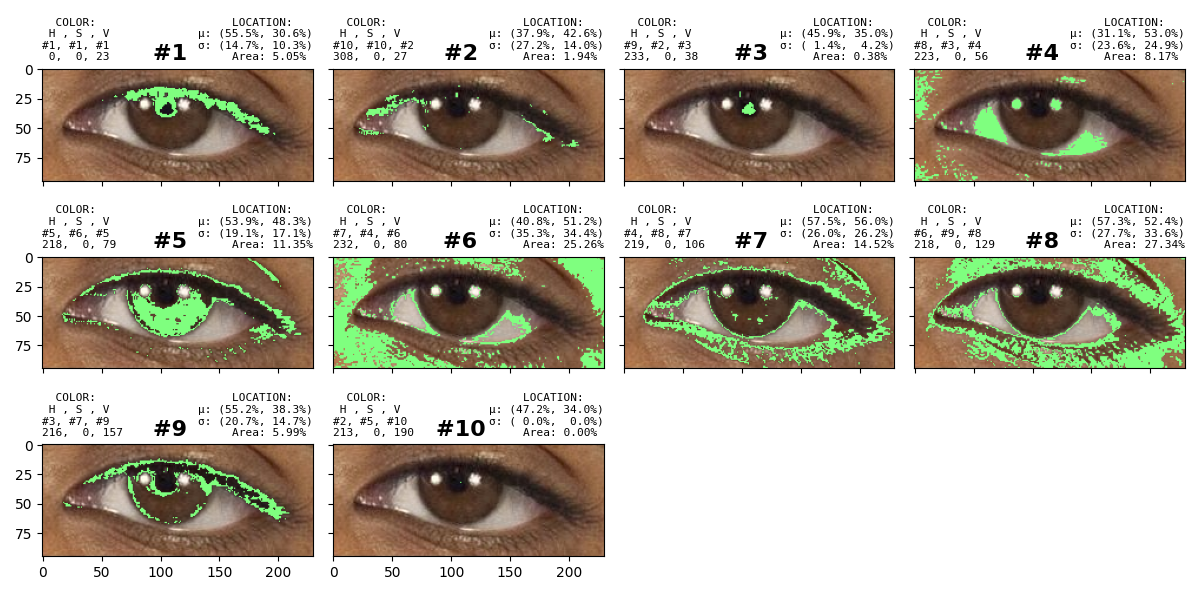 COLOR: LOCATION: COLOR: LOCATION: COLOR: LOCATION: COLOR: LOCATION:
H , S , V μ: (55.5%, 30.6%) H , S , V μ: (37.9%, 42.6%) H , S , V μ: (45.9%, 35.0%) H , S , V μ: (31.1%, 53.0%)
#1, #1, #1 σ: (14.7%, 10.3%) #10, #10, #2 σ: (27.2%, 14.0%) #9, #2, #3 σ: ( 1.4%, 4.2%) #8, #3, #4 σ: (23.6%, 24.9%)
0, 0, 23 #1 Area: 5.05% 308, 0, 27 #2 Area: 1.94% 233, 0, 38 #3 Area: 0.38% 223, 0, 56 #4 Area: 8.17%
0
25
50
75
COLOR: LOCATION: COLOR: LOCATION: COLOR: LOCATION: COLOR: LOCATION:
H , S , V μ: (53.9%, 48.3%) H , S , V μ: (40.8%, 51.2%) H , S , V μ: (57.5%, 56.0%) H , S , V μ: (57.3%, 52.4%)
#5, #6, #5 σ: (19.1%, 17.1%) #7, #4, #6 σ: (35.3%, 34.4%) #4, #8, #7 σ: (26.0%, 26.2%) #6, #9, #8 σ: (27.7%, 33.6%)
218, 0, 79 #5 Area: 11.35% 232, 0, 80 #6 Area: 25.26% 219, 0, 106 #7 Area: 14.52% 218, 0, 129 #8 Area: 27.34%
0
25
50
75
COLOR: LOCATION: COLOR: LOCATION:
H , S , V μ: (55.2%, 38.3%) H , S , V μ: (47.2%, 34.0%)
#3, #7, #9 σ: (20.7%, 14.7%) #2, #5, #10 σ: ( 0.0%, 0.0%)
216, 0, 157 #9 Area: 5.99% 213, 0, 190 #10 Area: 0.00%
0
25
50
75
0 50 100 150 200 0 50 100 150 200